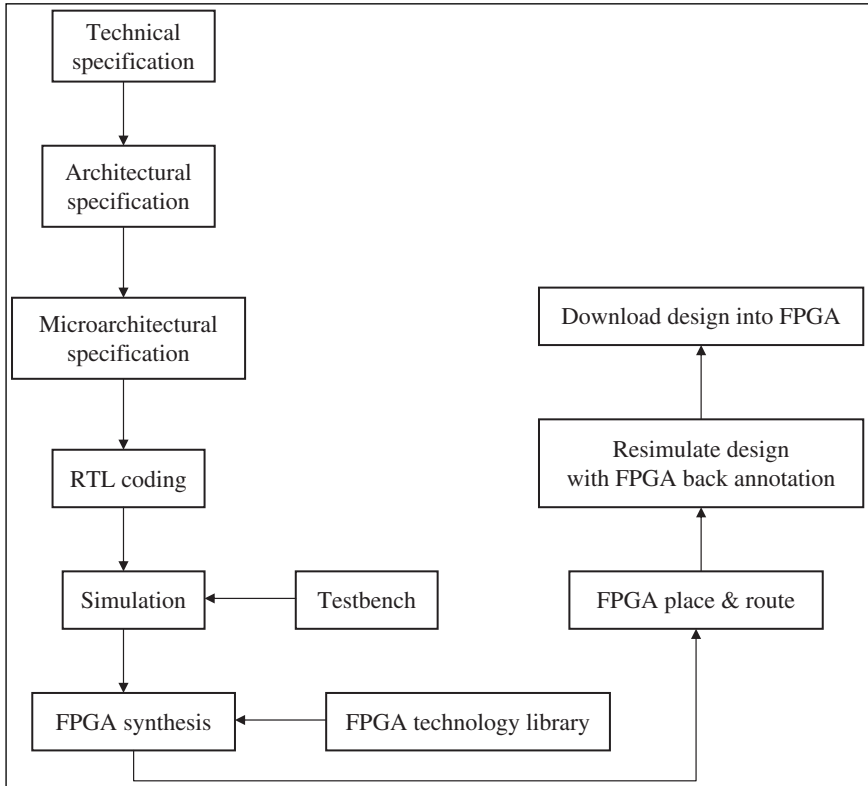 Technical
specification
Architectural
specification
Microarchitectural
specification
RTL coding
Simulation
Testbench
FPGA synthesis
FPGA technology library
FPGA place & route
Resimulate design
with FPGA back annotation
Download design into FPGA